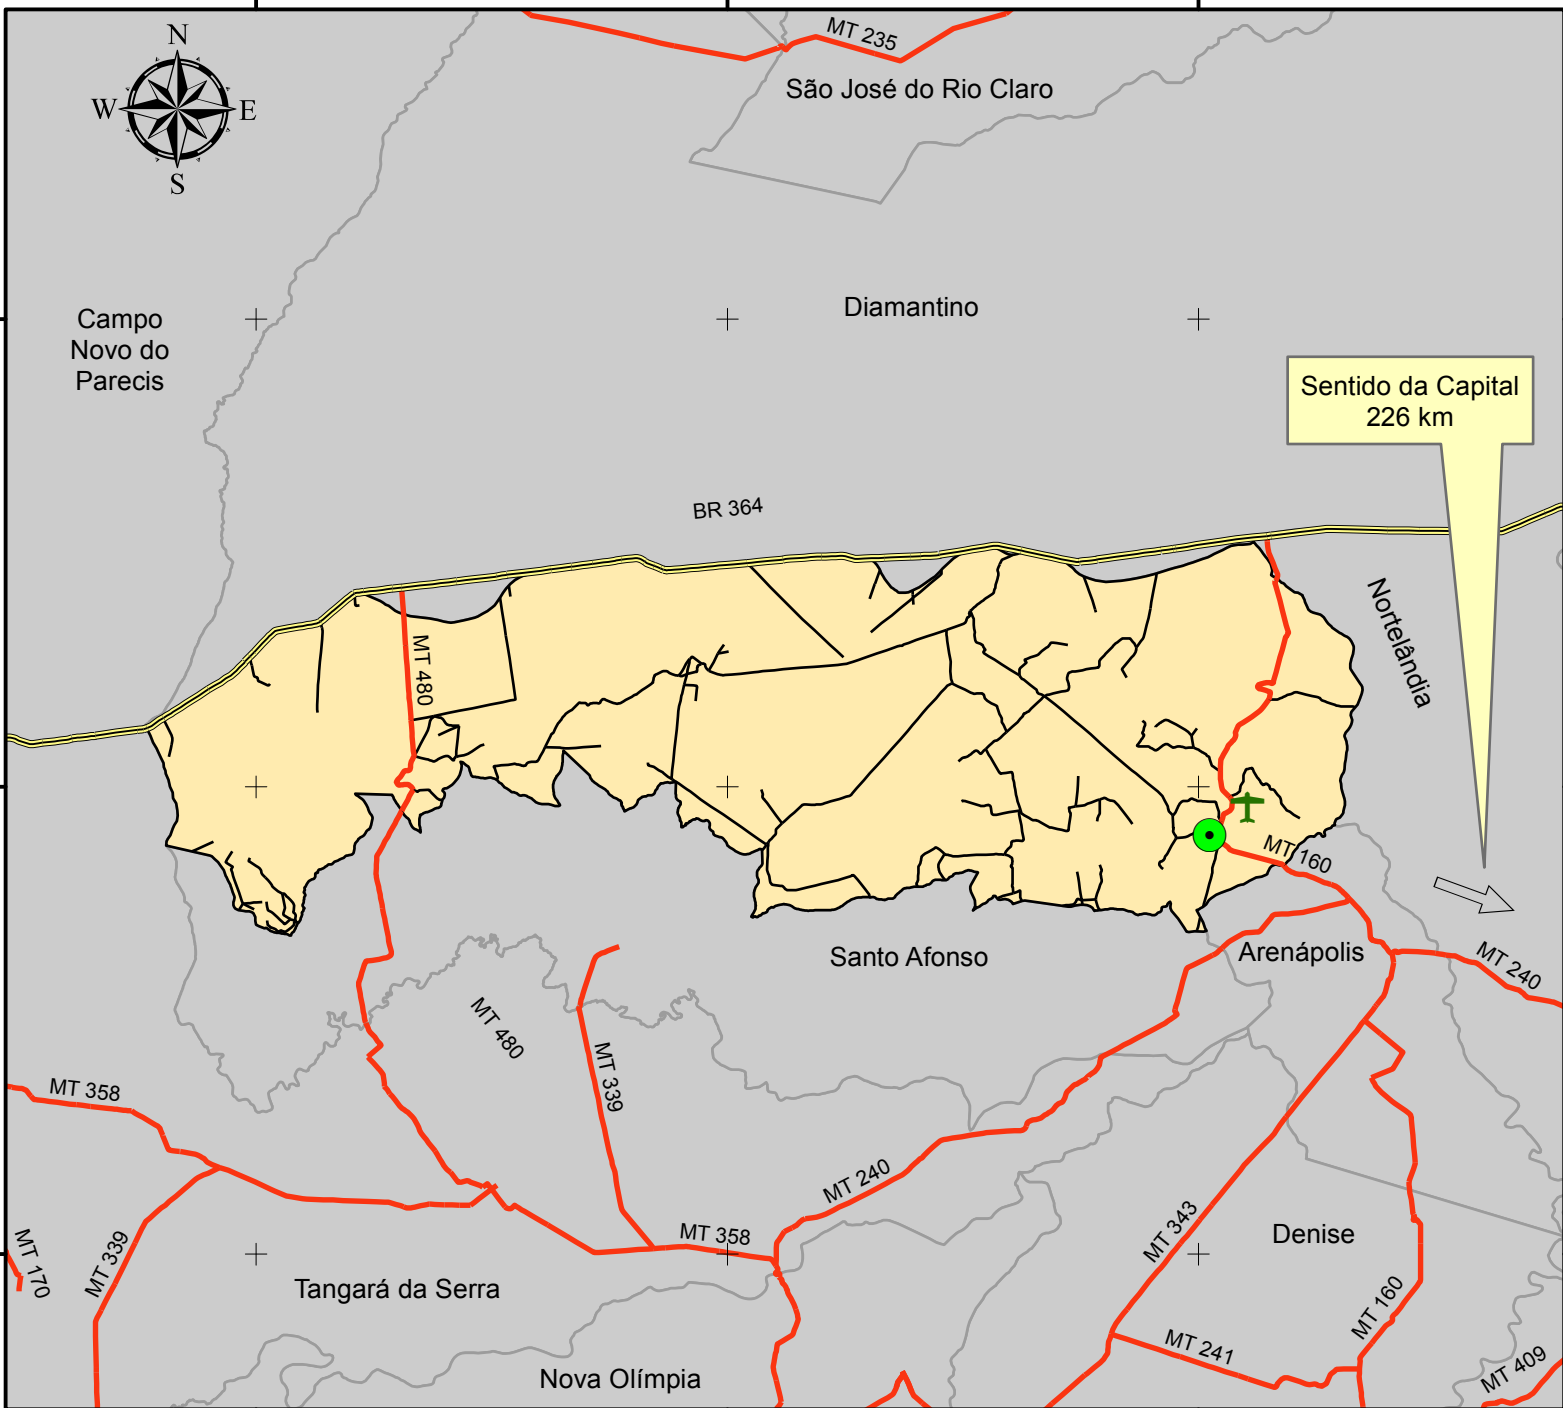 MT 235
N
São José do Rio Claro
W
E
S
Diamantino
Campo
Novo do
Parecis
Sentido da Capital
226 km
BR 364
Nortelândia
MT 480
MT 160
Santo Afonso
Arenápolis
MT 240
MT 480
MT 339
MT 358
MT 240
MT 343
MT 358
Denise
MT 170
MT 339
Tangará da Serra
MT 160
MT 241
Nova Olímpia
MT 409